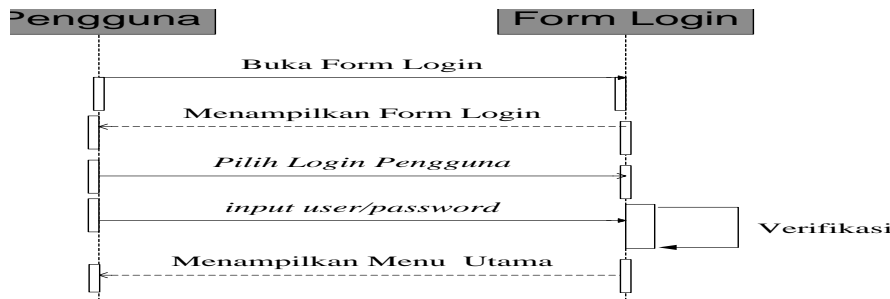 Pengguna
Form Login
Buka Form Login
Menampilkan Form Login
Pilih Login Pengguna
input user/password
Verifikasi
Menampilkan Menu Utama